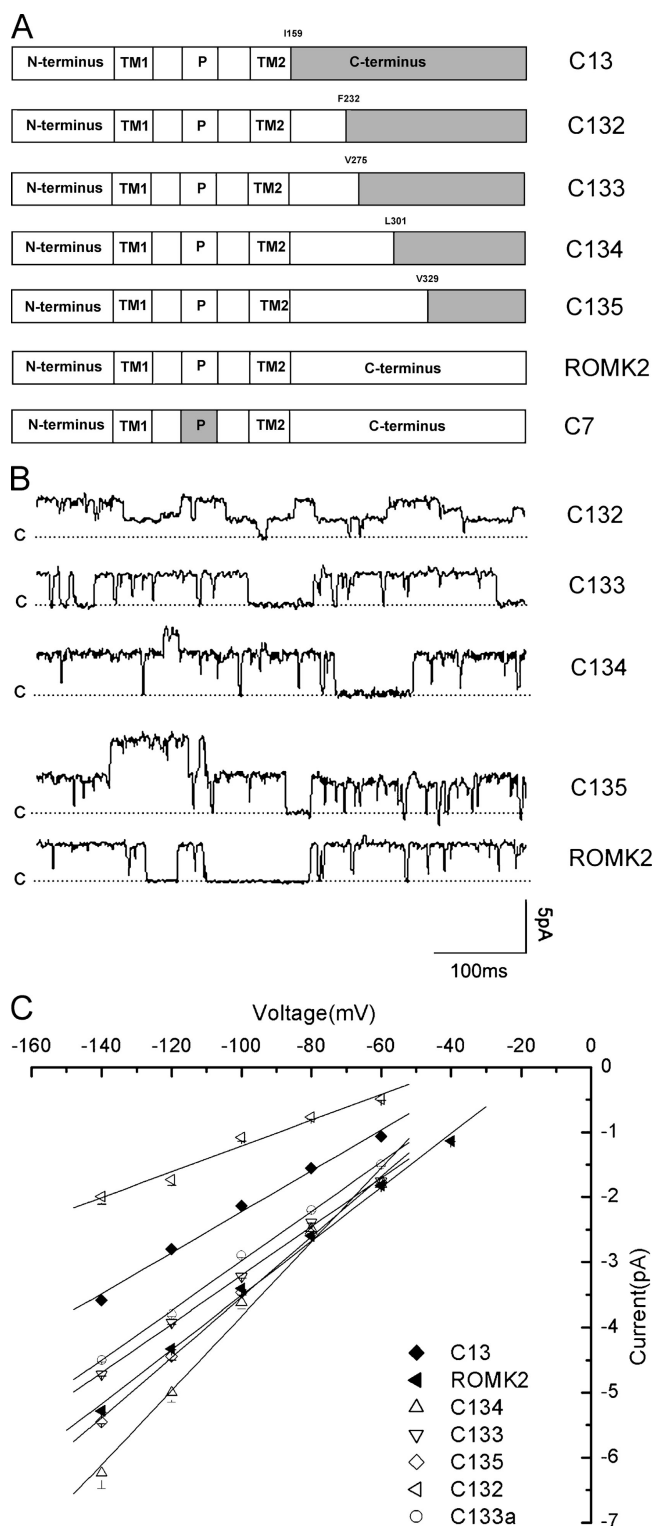 A
I159
N-terminus TM1 P TM2 C-terminus C13
F232
N-terminus TM1 P TM2 C132
V275
N-terminus TM1 P TM2 C133
L301
N-terminus TM1 P TM2 C134
V329
N-terminus TM1 P TM2 C135
N-terminus TM1 P TM2 C-terminus ROMK2
N-terminus TM1 P TM2 C-terminus C7
B
C C132
C C133
C C134
C C135
C ROMK2
5pA
100ms
C
Voltage(mV)
-160 -140 -120 -100 -80 -60 -40 -20 0
0
-1
-2
-3
-4
-5
-6
-7
Current(pA)
C13
ROMK2
C134
C133
C135
C132
C133a